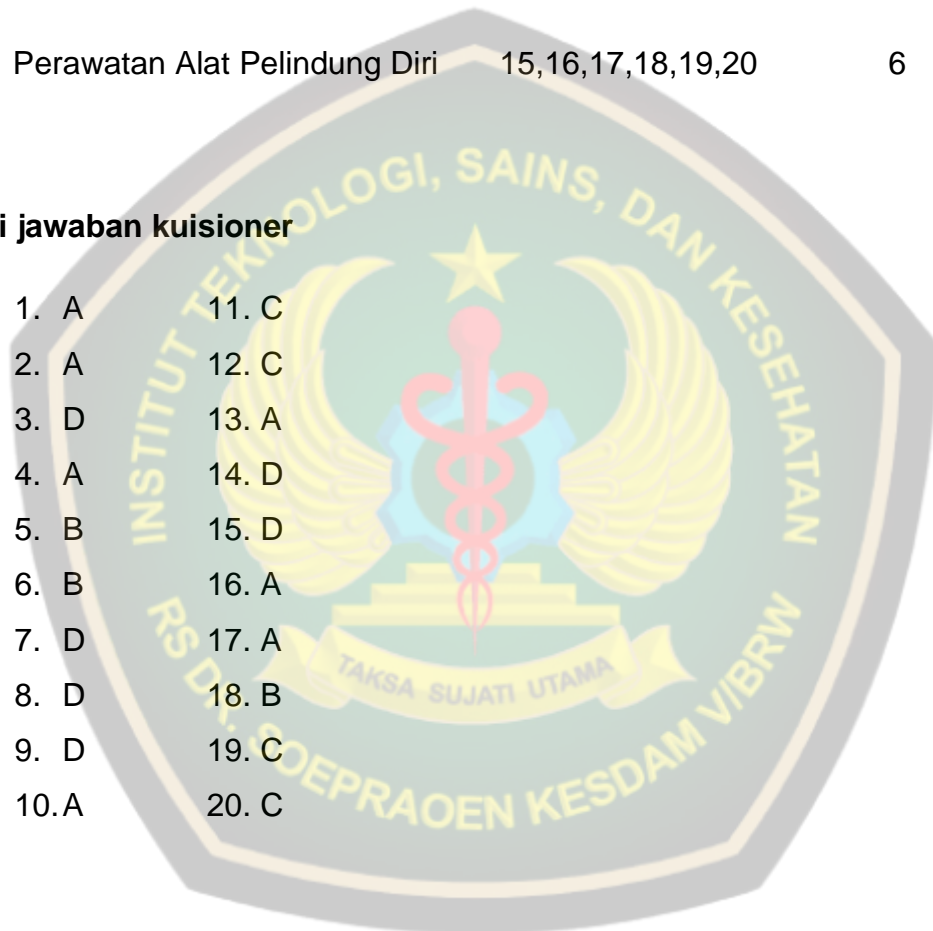 Perawatan Alat Pelindung Diri 15,16,17,18,19,20 6
i jawaban kuisioner
1. A 11. C
2. A 12. C
3. D 13. A
4. A 14. D
5. B 15. D
6. B 16. A
7. D 17. A
8. D 18. B
9. D 19. C
10. A 20. C
INSTITUT TEKNOLOGI, SAINS, DAN KESEHATAN
TAKSA SUJATI UTAMA
RS DR. SOEPRAOEN KESDAM V/BRW